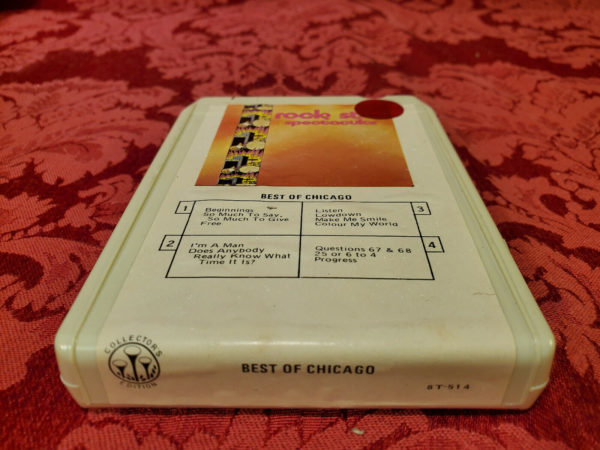 rock st
spectacular
BEST OF CHICAGO
1
Beginnings
So Much To Say,
So Much To Give
Free
Listen
Lowdown
Make Me Smile
Colour My World
3
2
I'm A Man
Does Anybody
Really Know What
Time It Is?
Questions 67 & 68
25 or 6 to 4
Progress
4
COLLECTORS
EDITION
BEST OF CHICAGO
8T-514